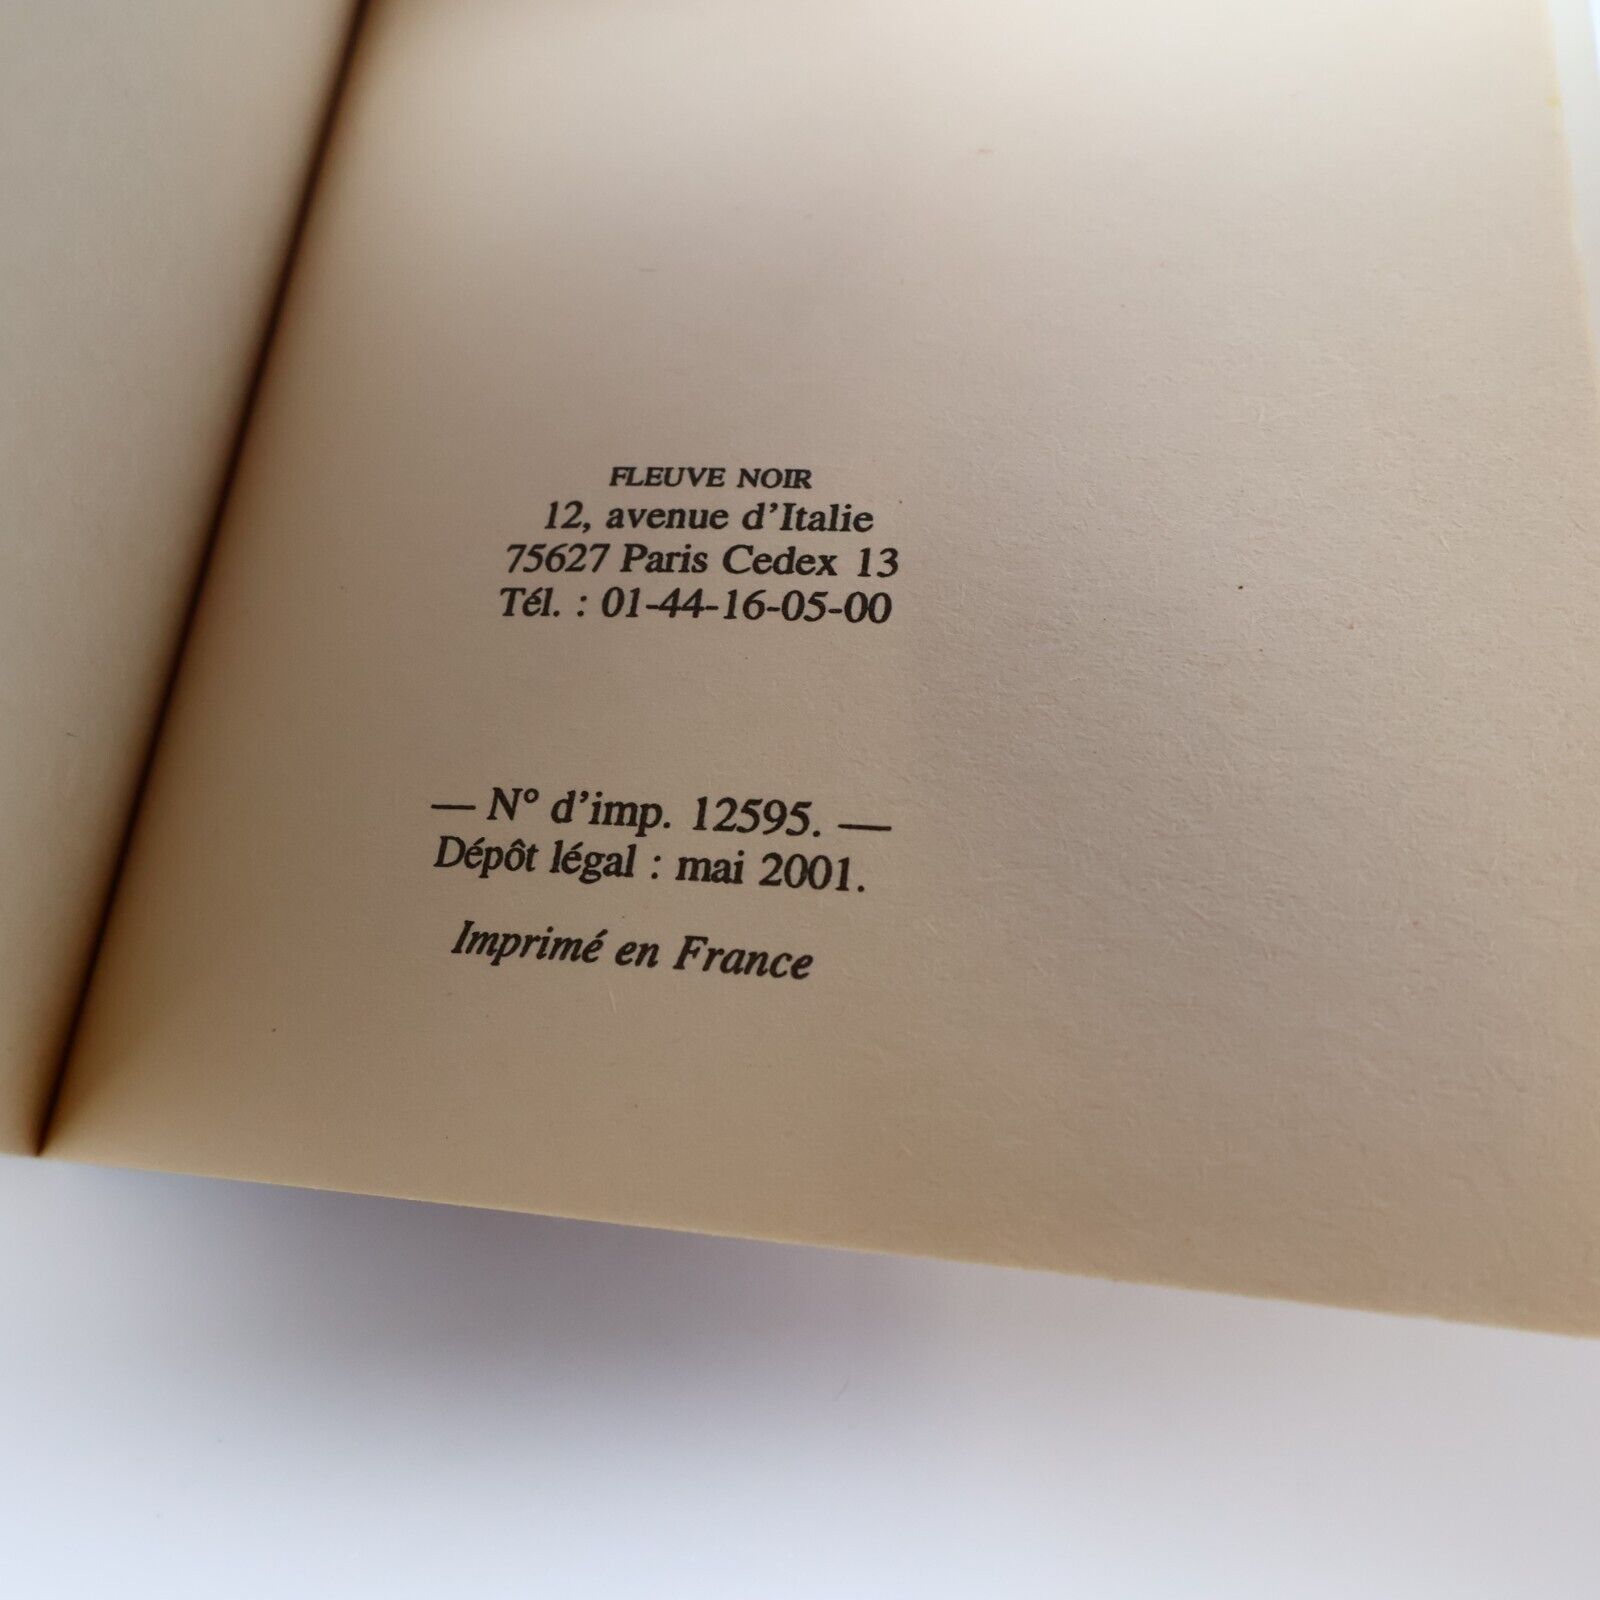 FLEUVE NOIR
12, avenue d'Italie
75627 Paris Cedex 13
Tél. : 01-44-16-05-00
— N° d'imp. 12595. —
Dépôt légal : mai 2001.
Imprimé en France